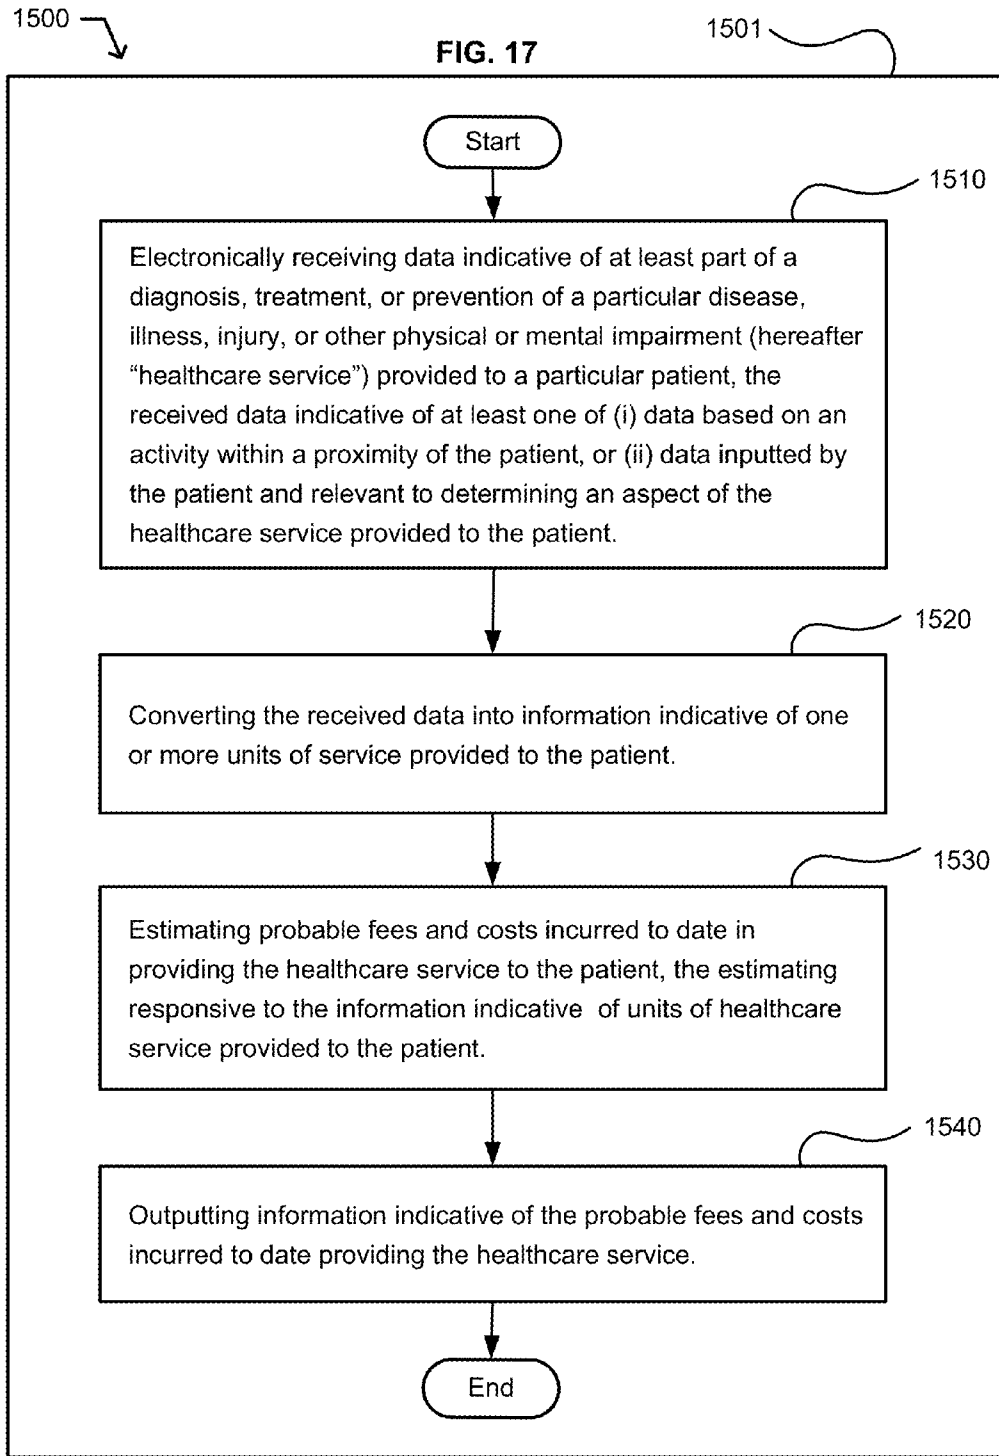 1500
1501
FIG. 17
Start
1510
Electronically receiving data indicative of at least part of a
diagnosis, treatment, or prevention of a particular disease,
illness, injury, or other physical or mental impairment (hereafter
“healthcare service”) provided to a particular patient, the
received data indicative of at least one of (i) data based on an
activity within a proximity of the patient, or (ii) data inputted by
the patient and relevant to determining an aspect of the
healthcare service provided to the patient.
1520
Converting the received data into information indicative of one
or more units of service provided to the patient.
1530
Estimating probable fees and costs incurred to date in
providing the healthcare service to the patient, the estimating
responsive to the information indicative of units of healthcare
service provided to the patient.
1540
Outputting information indicative of the probable fees and costs
incurred to date providing the healthcare service.
End